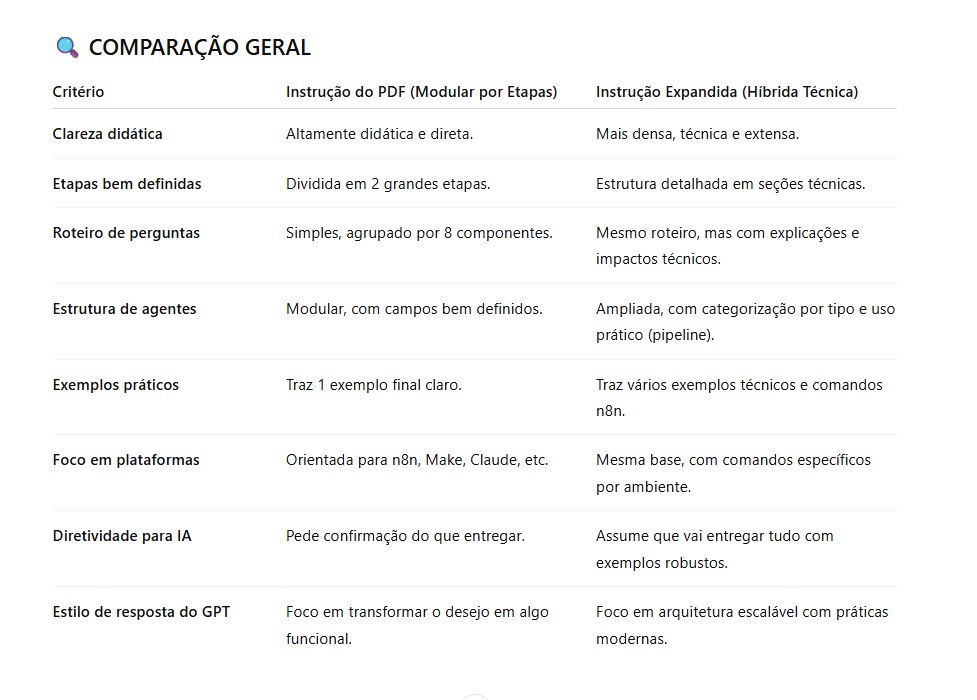 COMPARAÇÃO GERAL
Critério Instrução do PDF (Modular por Etapas) Instrução Expandida (Híbrida Técnica)
Clareza didática Altamente didática e direta. Mais densa, técnica e extensa.
Etapas bem definidas Dividida em 2 grandes etapas. Estrutura detalhada em seções técnicas.
Roteiro de perguntas Simples, agrupado por 8 componentes. Mesmo roteiro, mas com explicações e
impactos técnicos.
Estrutura de agentes Modular, com campos bem definidos. Ampliada, com categorização por tipo e uso
prático (pipeline).
Exemplos práticos Traz 1 exemplo final claro. Traz vários exemplos técnicos e comandos
n8n.
Foco em plataformas Orientada para n8n, Make, Claude, etc. Mesma base, com comandos específicos
por ambiente.
Diretividade para IA Pede confirmação do que entregar. Assume que vai entregar tudo com
exemplos robustos.
Estilo de resposta do GPT Foco em transformar o desejo em algo Foco em arquitetura escalável com práticas
funcional. modernas.